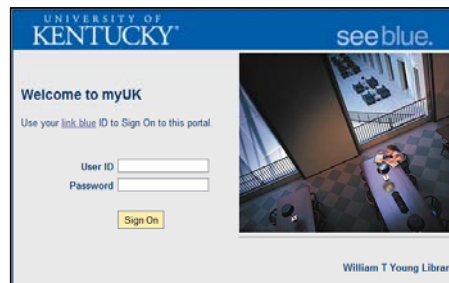 UNIVERSITY OF
KENTUCKY®
see blue.
Welcome to myUK
Use your link blue ID to Sign On to this portal.
User ID
Password
Sign On
William T Young Librar